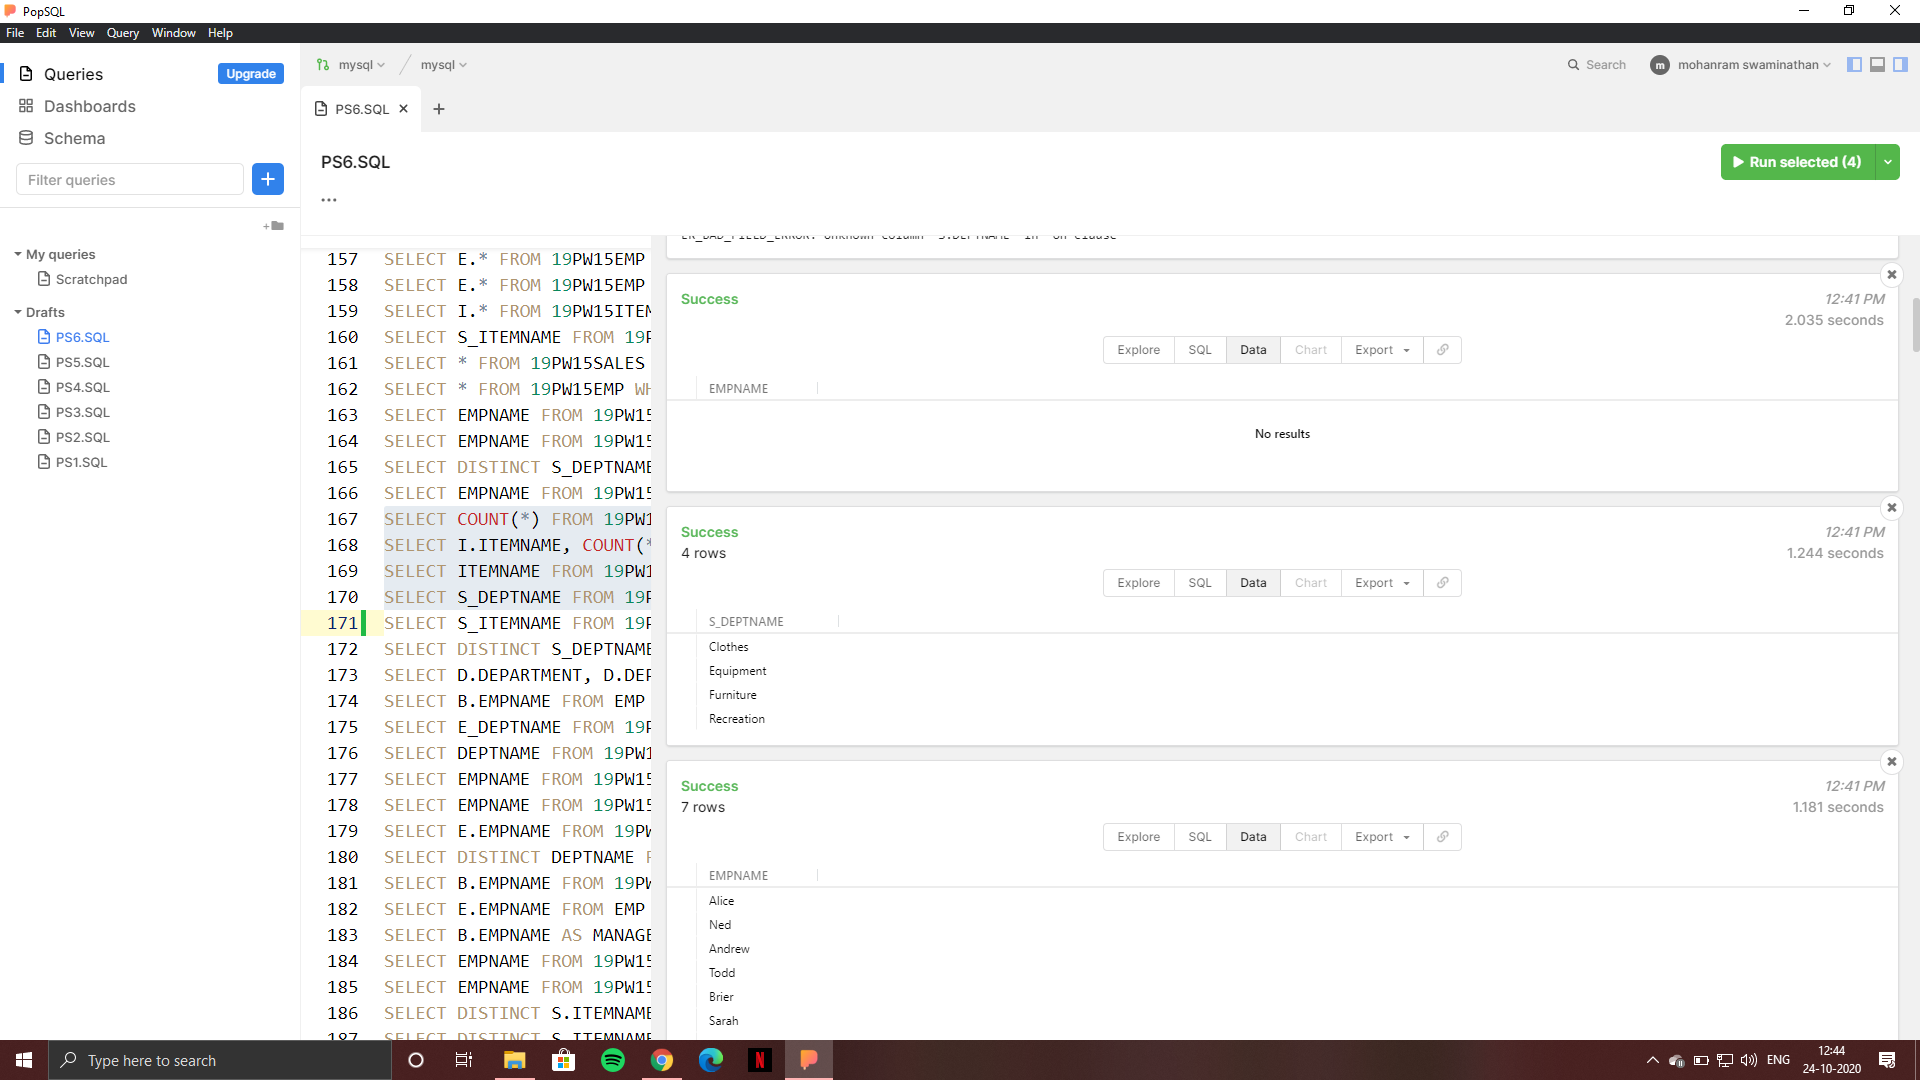 PopSQL
File Edit View Query Window Help
Queries
Upgrade
Dashboards
Schema
Filter queries
My queries
Scratchpad
Drafts
PS6.SQL
PS5.SQL
PS4.SQL
PS3.SQL
PS2.SQL
PS1.SQL
mysql
mysql
Search
m
mohanram swaminathan
PS6.SQL
PS6.SQL
...
Run selected (4)
157 SELECT E.* FROM 19PW15EMP
158 SELECT E.* FROM 19PW15EMP
159 SELECT I.* FROM 19PW15ITEM
160 SELECT S_ITEMNAME FROM 19P
161 SELECT * FROM 19PW15SALES
162 SELECT * FROM 19PW15EMP WH
163 SELECT EMPNAME FROM 19PW15
164 SELECT EMPNAME FROM 19PW15
165 SELECT DISTINCT S_DEPTNAME
166 SELECT EMPNAME FROM 19PW15
167 SELECT COUNT(*) FROM 19PW1
168 SELECT I.ITEMNAME, COUNT(*
169 SELECT ITEMNAME FROM 19PW1
170 SELECT S_DEPTNAME FROM 19P
171 SELECT S_ITEMNAME FROM 19P
172 SELECT DISTINCT S_DEPTNAME
173 SELECT D.DEPARTMENT, D.DEP
174 SELECT B.EMPNAME FROM EMP
175 SELECT E_DEPTNAME FROM 19P
176 SELECT DEPTNAME FROM 19PW1
177 SELECT EMPNAME FROM 19PW15
178 SELECT EMPNAME FROM 19PW15
179 SELECT E.EMPNAME FROM 19PW
180 SELECT DISTINCT DEPTNAME F
181 SELECT B.EMPNAME FROM 19PW
182 SELECT E.EMPNAME FROM EMP
183 SELECT B.EMPNAME AS MANAGE
184 SELECT EMPNAME FROM 19PW15
185 SELECT EMPNAME FROM 19PW15
186 SELECT DISTINCT S.ITEMNAME
187 SELECT DISTINCT S.ITEMNAME
ER_BAD_FIELD_ERROR: Unknown column 'S.DEPTNAME' in 'on clause'
Success
12:41 PM
2.035 seconds
Explore SQL Data Chart Export
EMPNAME
No results
Success
12:41 PM
4 rows
1.244 seconds
Explore SQL Data Chart Export
S_DEPTNAME
Clothes
Equipment
Furniture
Recreation
Success
12:41 PM
7 rows
1.181 seconds
Explore SQL Data Chart Export
EMPNAME
Alice
Ned
Andrew
Todd
Brier
Sarah
Type here to search
N
ENG
12:44
24-10-2020